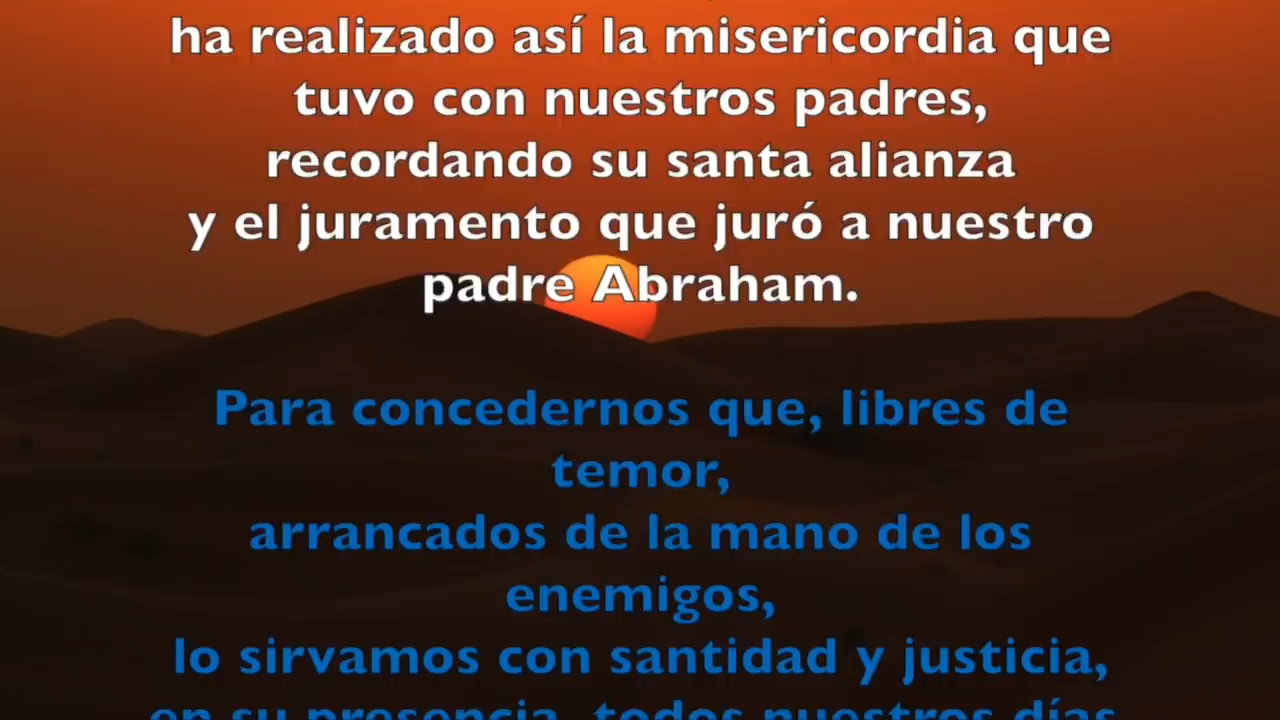 ha realizado así la misericordia que
tuvo con nuestros padres,
recordando su santa alianza
y el juramento que juró a nuestro
padre Abraham.
Para concedernos que, libres de
temor,
arrancados de la mano de los
enemigos,
lo sirvamos con santidad y justicia,
en su presencia, todos nuestros días